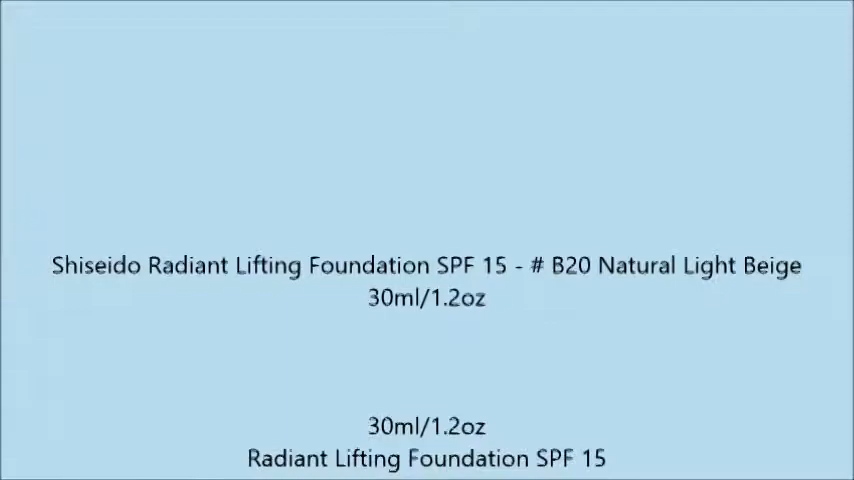 Shiseido Radiant Lifting Foundation SPF 15 - # B20 Natural Light Beige
30ml/1.2oz
30ml/1.2oz
Radiant Lifting Foundation SPF 15